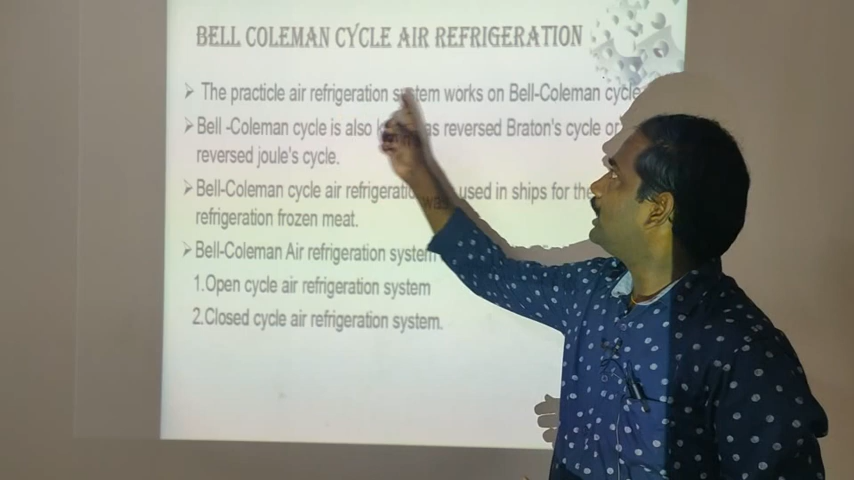 BELL COLEMAN CYCLE AIR REFRIGERATION
➤ The practicle air refrigeration system works on Bell-Coleman cycle
➤ Bell -Coleman cycle is also as reversed Braton's cycle or
reversed joule's cycle.
➤ Bell-Coleman cycle air refrigeration was used in ships for the
refrigeration frozen meat.
➤ Bell-Coleman Air refrigeration system
1.Open cycle air refrigeration system
2.Closed cycle air refrigeration system.